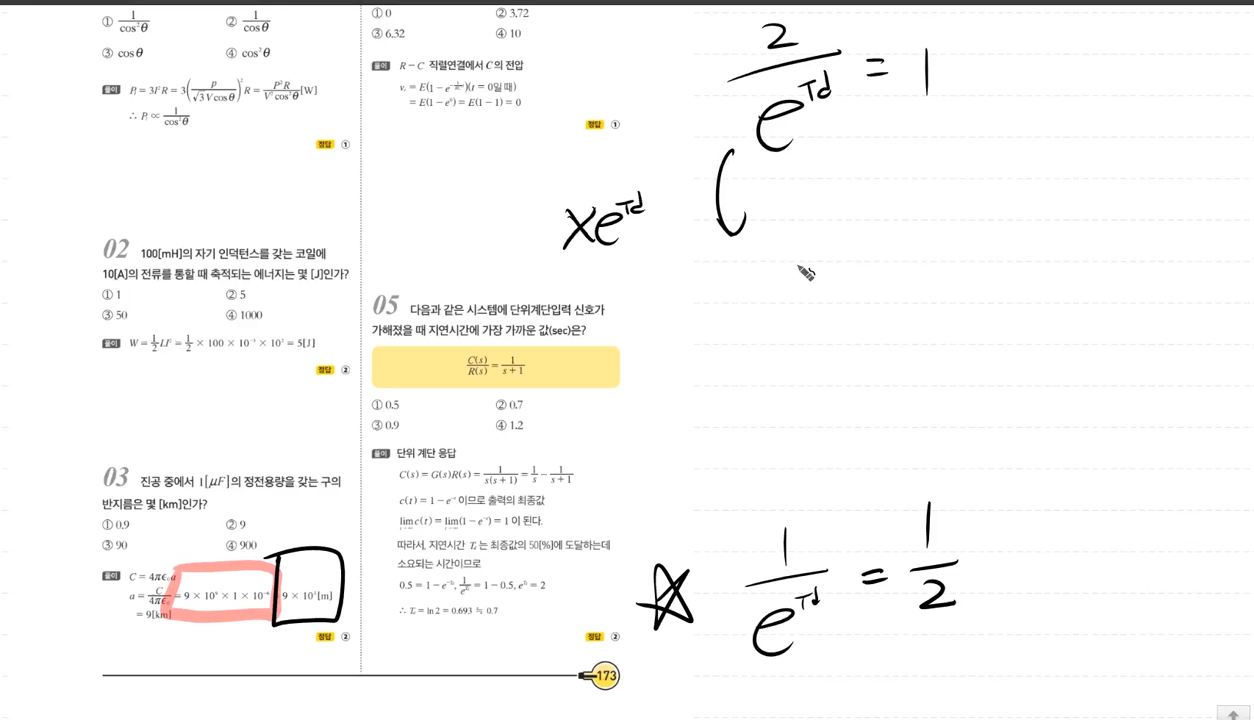 ① 1/cos²θ ② 1/cosθ
③ cosθ ④ cos²θ
풀이 Pₗ = 3I²R = 3(P/√3Vcosθ)²R = P²R/V²cos²θ[W]
∴ Pₗ ∝ 1/cos²θ
정답 ①
02 100[mH]의 자기 인덕턴스를 갖는 코일에
10[A]의 전류를 통할 때 축적되는 에너지는 몇 [J]인가?
① 1 ② 5
③ 50 ④ 1000
풀이 W = 1/2 LI² = 1/2 × 100 × 10⁻³ × 10² = 5[J]
정답 ②
03 진공 중에서 1[μF]의 정전용량을 갖는 구의
반지름은 몇 [km]인가?
① 0.9 ② 9
③ 90 ④ 900
풀이 C = 4πε₀a
a = C/4πε₀ = 9 × 10⁹ × 1 × 10⁻⁶ 9 × 10³[m]
= 9[km]
정답 ②
① 0 ② 3.72
③ 6.32 ④ 10
풀이 R-C 직렬연결에서 C의 전압
(t = 0일 때)
= E(1 - e⁰) = E(1 - 1) = 0
정답 ①
05 다음과 같은 시스템에 단위계단입력 신호가
가해졌을 때 지연시간에 가장 가까운 값(sec)은?
C(s)/R(s) = 1/(s + 1)
① 0.5 ② 0.7
③ 0.9 ④ 1.2
풀이 단위 계단 응답
C(s) = G(s)R(s) = 1/(s(s + 1)) = 1/s - 1/(s + 1)
c(t) = 1 - e⁻ᵗ 이므로 출력의 최종값
lim c(t) = lim(1 - e⁻ᵗ) = 1 이 된다.
따라서, 지연시간 T_d는 최종값의 50[%]에 도달하는데
소요되는 시간이므로
0.5 = 1 - e^(-T_d), 1/e^(T_d) = 1 - 0.5, e^(T_d) = 2
∴ T_d = ln 2 = 0.693 ≒ 0.7
정답 ②
173
2/e^(Td) = 1
(
×e^(Td)
1/e^(Td) = 1/2